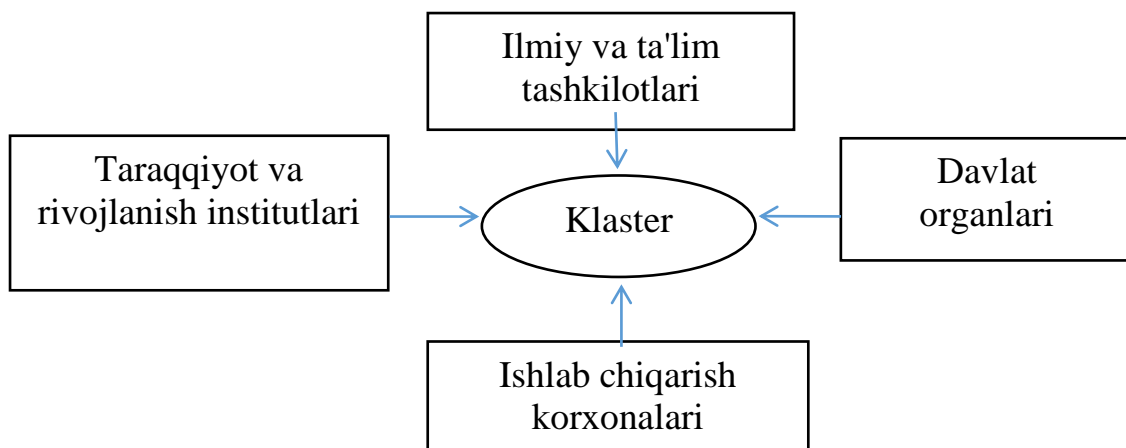 Ilmiy va ta'lim
tashkilotlari
Taraqqiyot va
rivojlanish institutlari
Klaster
Davlat
organlari
Ishlab chiqarish
korxonalari